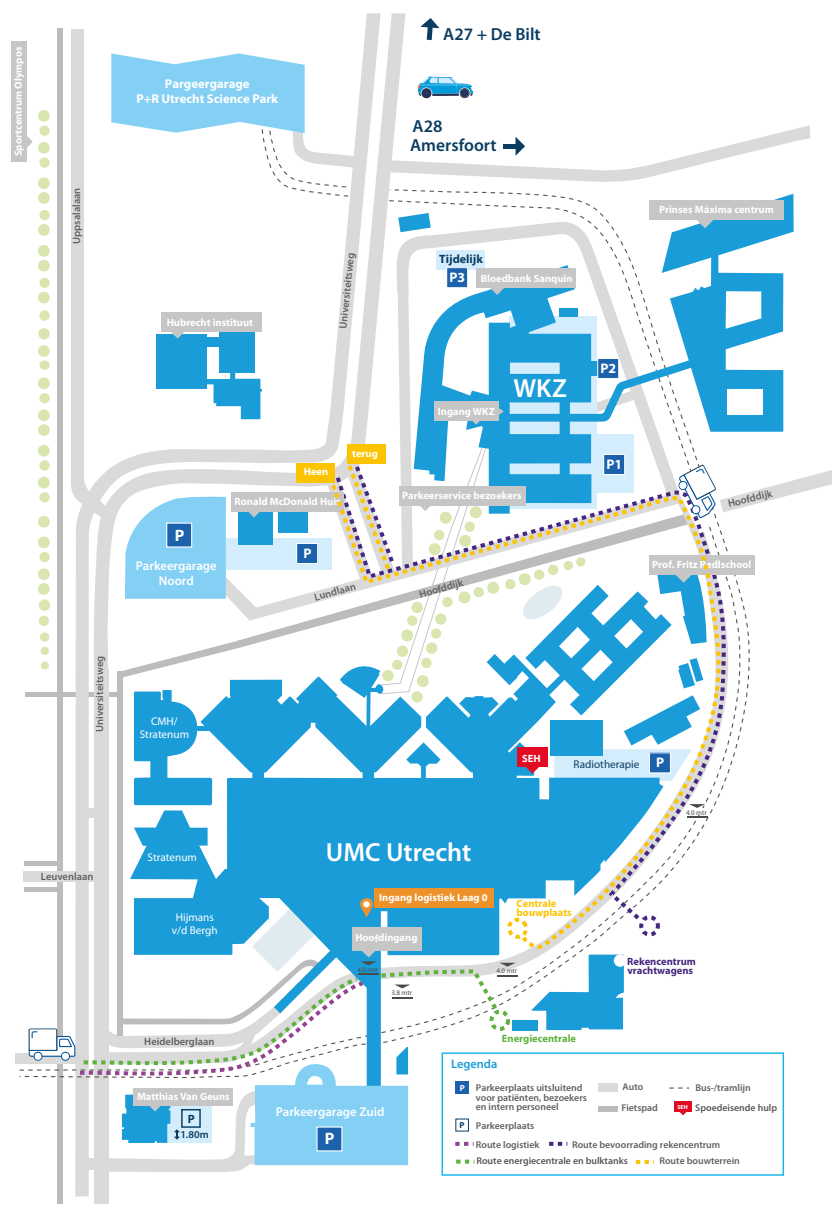 A27 + De Bilt
Pargeergarage
P+R Utrecht Science Park
A28
Amersfoort
Sportcentrum Olympos
Uppsalalaan
Prinses Máxima centrum
Tijdelijk
P3
Bloedbank Sanquin
Universiteitsweg
Hubrecht instituut
P2
WKZ
Ingang WKZ
terug
Heen
P1
Parkeerservice bezoekers
Ronald McDonald Huis
Hoofddijk
P
P
Parkeergarage
Noord
Lundlaan
Hoofddijk
Prof. Fritz Redlschool
Universiteitsweg
CMH/
Stratenum
SEH
Radiotherapie
P
4.0 mtr
UMC Utrecht
Stratenum
Leuvenlaan
Ingang logistiek Laag 0
Centrale
bouwplaats
Hijmans
v/d Bergh
Hoofdingang
4.0 mtr
4.0 mtr
3.8 mtr
Rekencentrum
vrachtwagens
Energiecentrale
Heidelberglaan
Matthias Van Geuns
P
1.80m
Parkeergarage Zuid
P
Legenda
P
Parkeerplaats uitsluitend
voor patiënten, bezoekers
en intern personeel
Auto
Bus-/tramlijn
Fietspad
SEH
Spoedeisende hulp
P
Parkeerplaats
Route logistiek
Route bevoorrading rekencentrum
Route energiecentrale en bulktanks
Route bouwterrein